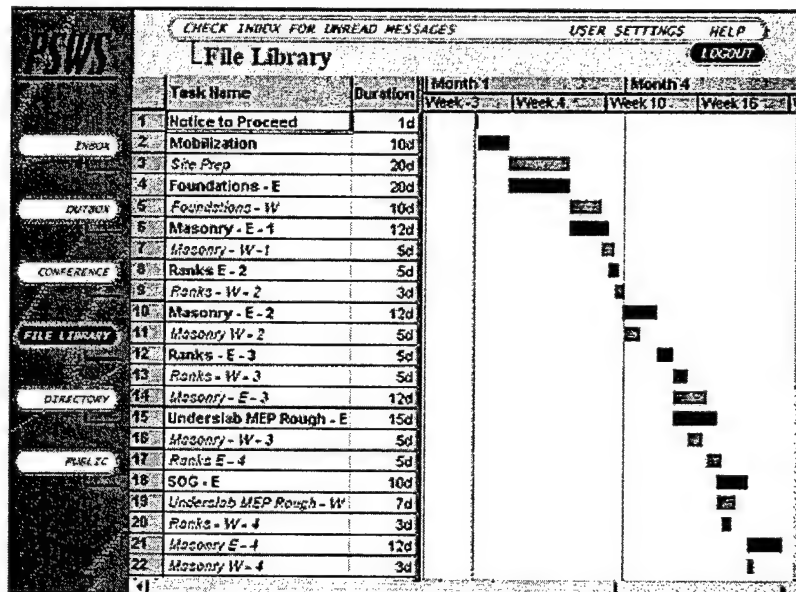 PSWS
CHECK INBOX FOR UNREAD MESSAGES USER SETTINGS HELP
File Library LOGOUT
Task Name Duration Month 1 Month 4
Week -3 Week 4 Week 10 Week 16
1 Notice to Proceed 1d
2 Mobilization 10d
INBOX
3 Site Prep 20d
4 Foundations - E 20d
5 Foundations - W 10d
OUTBOX
6 Masonry - E - 1 12d
7 Masonry - W - 1 5d
8 Ranks E - 2 5d
CONFERENCE
9 Ranks - W - 2 3d
10 Masonry - E - 2 12d
11 Masonry W - 2 5d
FILE LIBRARY
12 Ranks - E - 3 5d
13 Ranks - W - 3 5d
14 Masonry - E - 3 12d
DIRECTORY
15 Underslab MEP Rough - E 15d
16 Masonry - W - 3 5d
17 Ranks E - 4 5d
PUBLIC
18 SOG - E 10d
19 Underslab MEP Rough - W 7d
20 Ranks - W - 4 3d
21 Masonry E - 4 12d
22 Masonry W - 4 3d